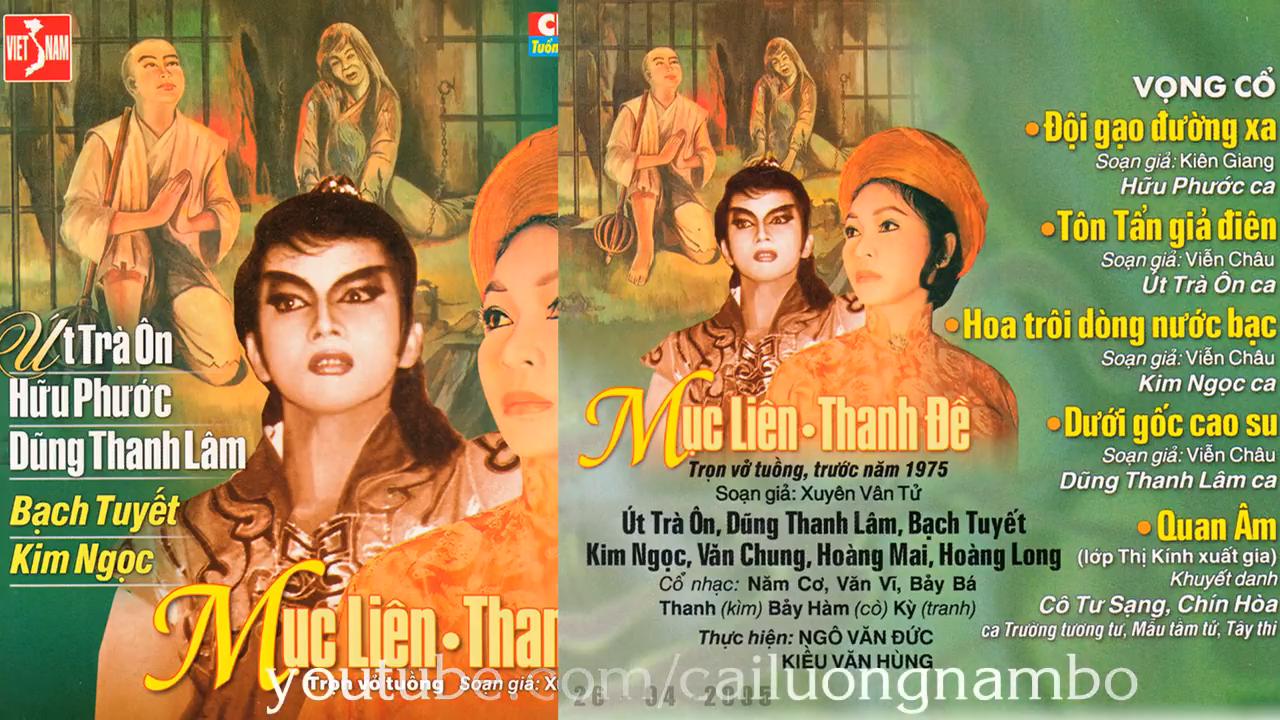 VIỆT NAM
Út Trà Ôn
Hữu Phước
Dũng Thanh Lâm
Bạch Tuyết
Kim Ngọc
Mục Liên • Than
Trọn vở tuồng Soạn giả: X
C
Tuồn
VỌNG CỔ
• Đội gạo đường xa
Soạn giả: Kiên Giang
Hữu Phước ca
• Tôn Tẩn giả điên
Soạn giả: Viễn Châu
Út Trà Ôn ca
• Hoa trôi dòng nước bạc
Soạn giả: Viễn Châu
Kim Ngọc ca
• Dưới gốc cao su
Soạn giả: Viễn Châu
Dũng Thanh Lâm ca
• Quan Âm
(lớp Thị Kính xuất gia)
Khuyết danh
Cô Tư Sạng, Chín Hòa
ca Trường tương tư, Mẫu tầm tử, Tây thi
Mục Liên • Thanh Đề
Trọn vở tuồng, trước năm 1975
Soạn giả: Xuyên Vân Tử
Út Trà Ôn, Dũng Thanh Lâm, Bạch Tuyết
Kim Ngọc, Văn Chung, Hoàng Mai, Hoàng Long
Cổ nhạc: Năm Cơ, Văn Vĩ, Bảy Bá
Thanh (kìm) Bảy Hàm (cò) Kỳ (tranh)
Thực hiện: NGÔ VĂN ĐỨC
KIỀU VĂN HÙNG
youtube.com/cailuongnambo